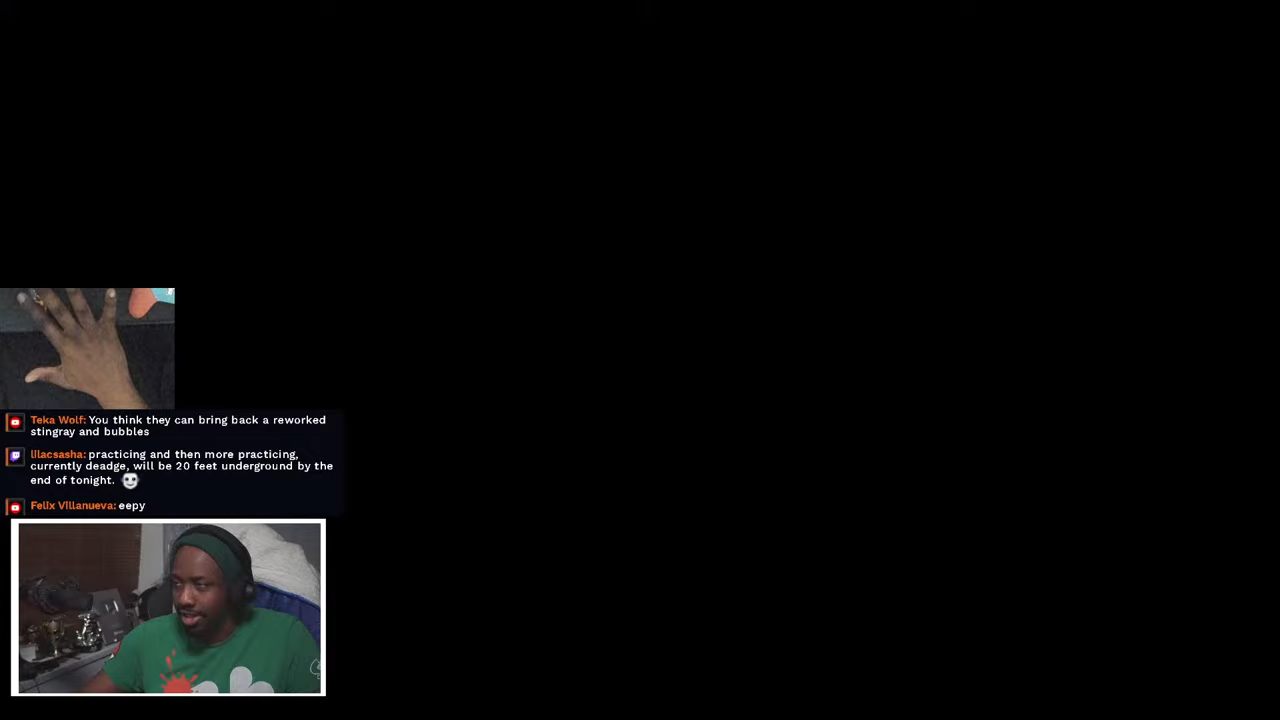 Teka Wolf: You think they can bring back a reworked
stingray and bubbles
lilacsasha: practicing and then more practicing,
currently deadge, will be 20 feet underground by the
end of tonight.
Felix Villanueva: eepy